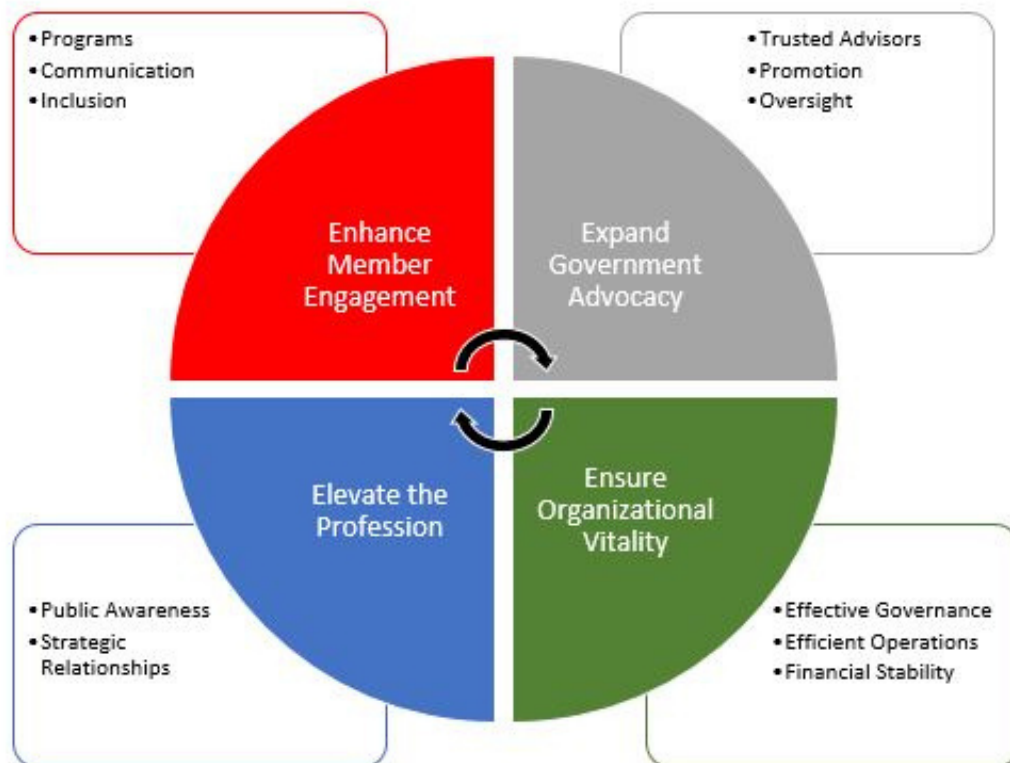 • Programs
• Communication
• Inclusion
Enhance
Member
Engagement
• Trusted Advisors
• Promotion
• Oversight
Expand
Government
Advocacy
• Public Awareness
• Strategic
Relationships
Elevate the
Profession
Ensure
Organizational
Vitality
• Effective Governance
• Efficient Operations
• Financial Stability